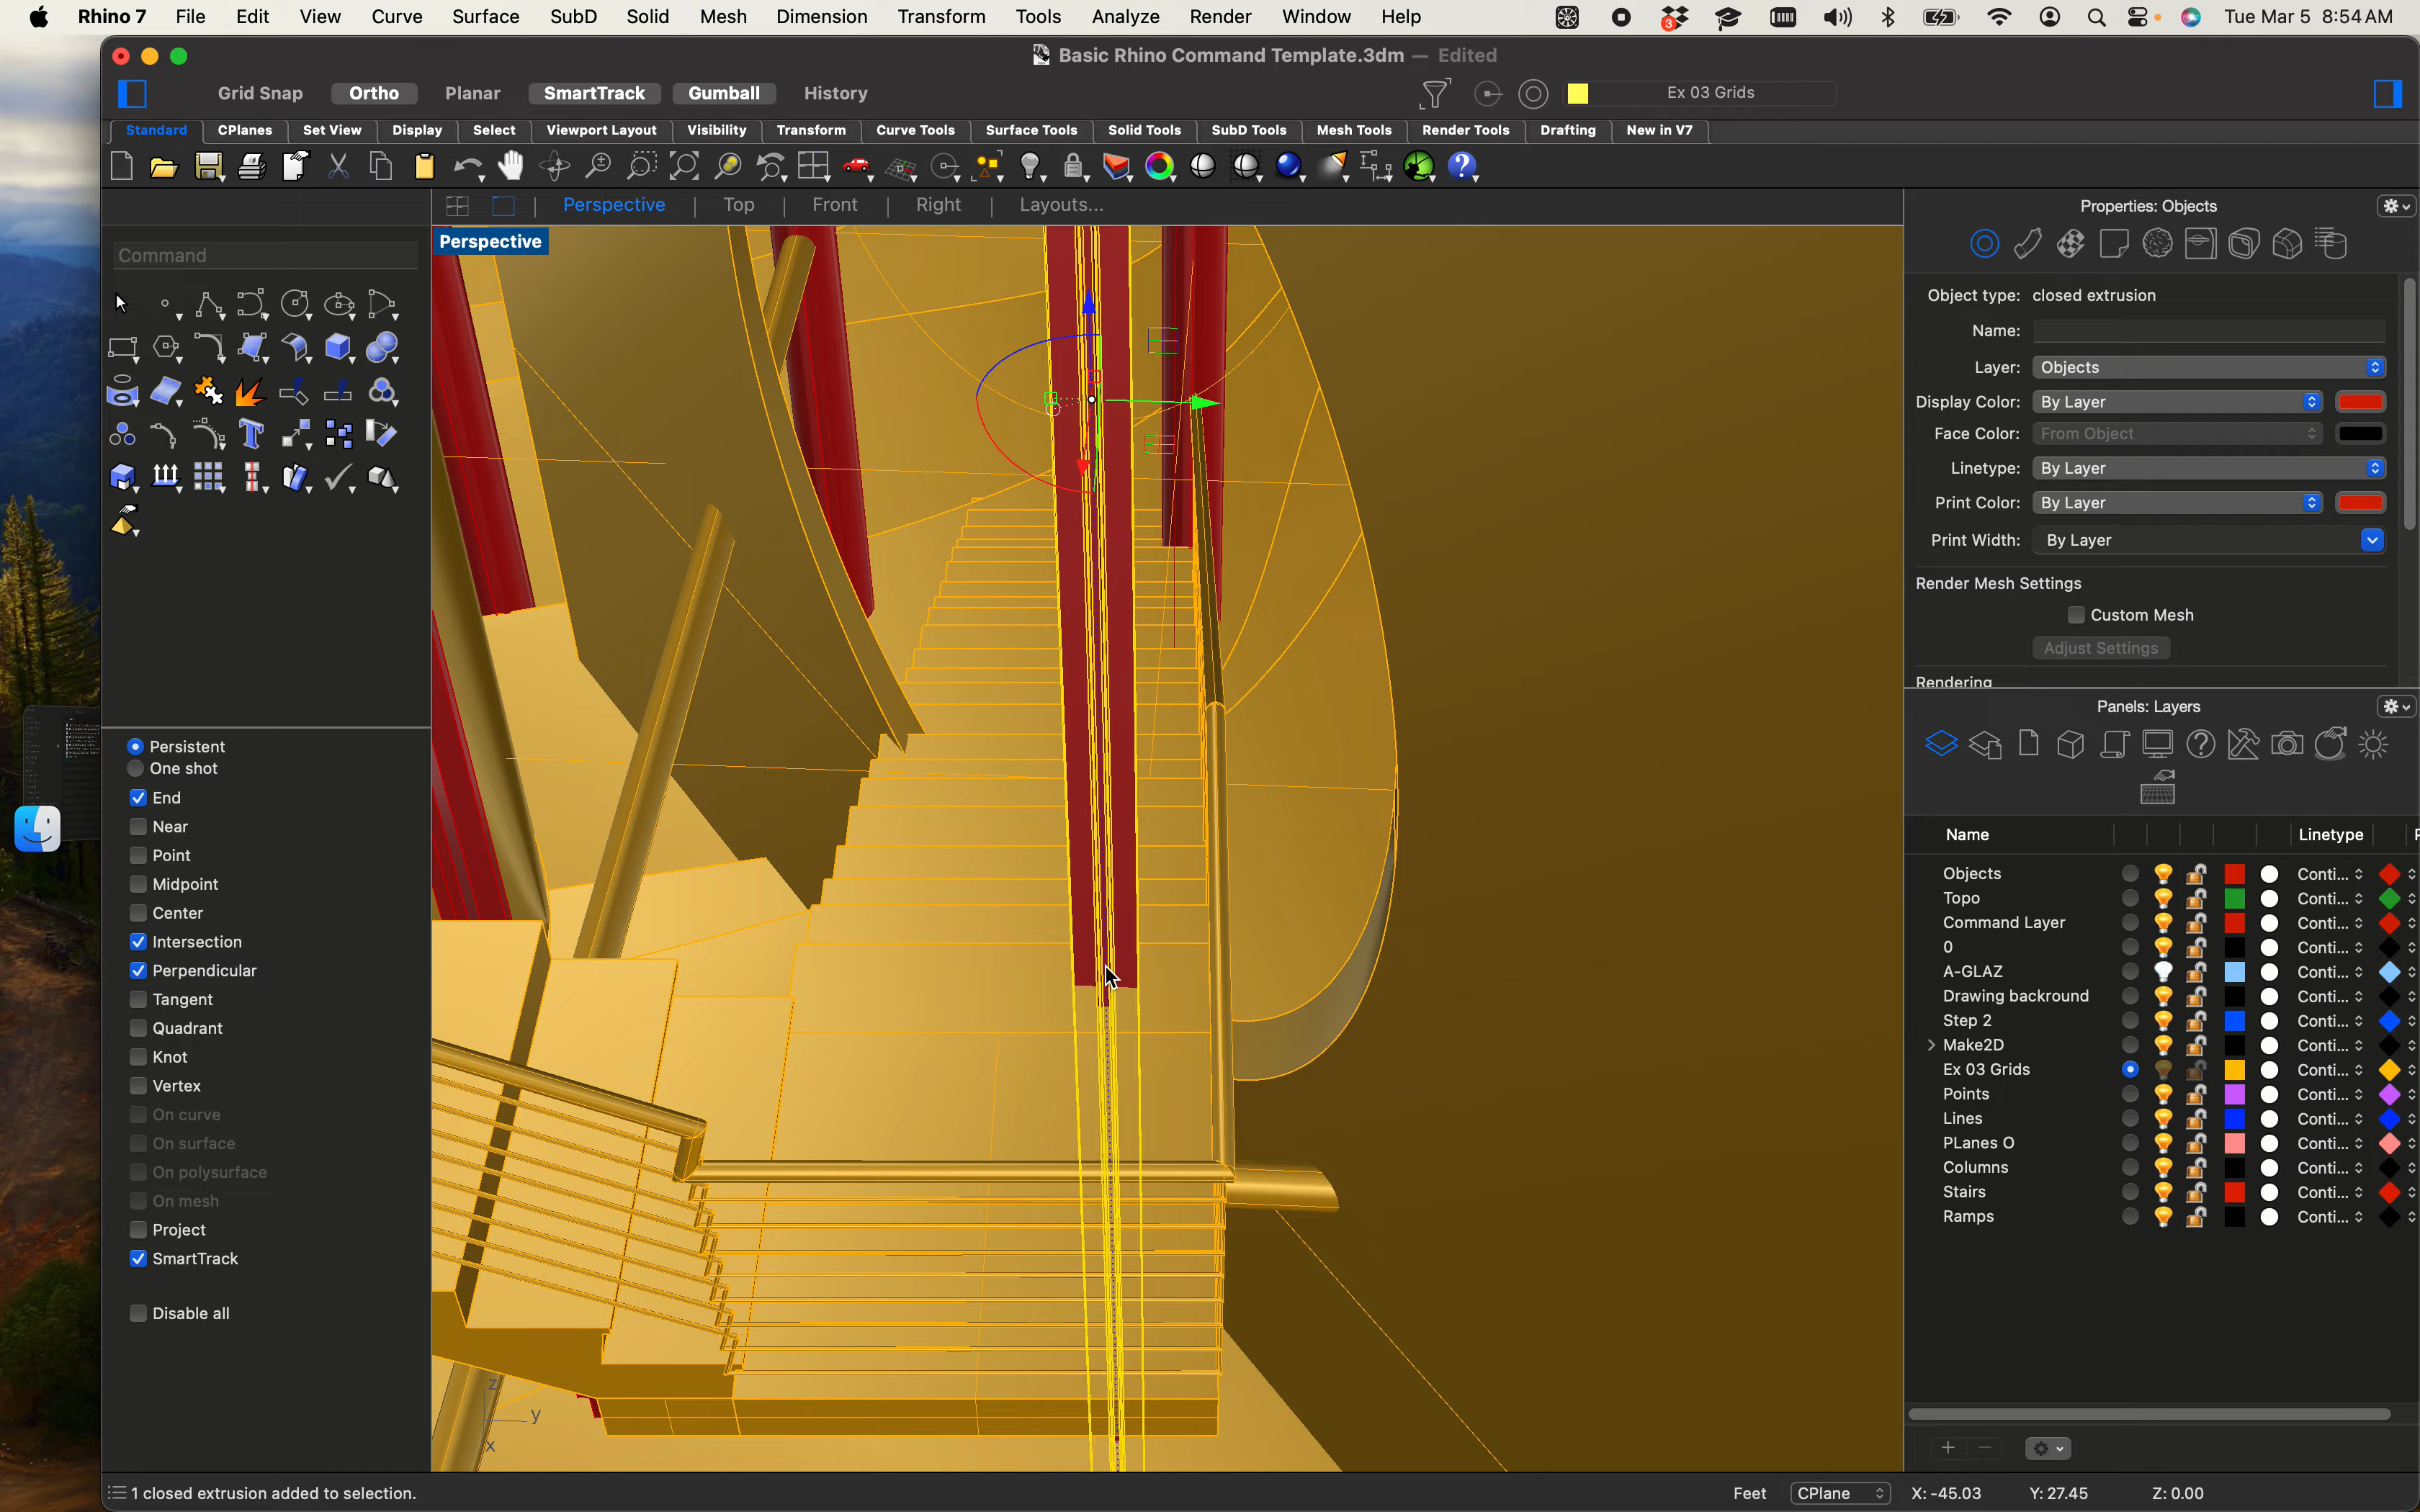 Rhino 7 File Edit View Curve Surface SubD Solid Mesh Dimension Transform Tools Analyze Render Window Help 3 Tue Mar 5 8:54 AM
Basic Rhino Command Template.3dm — Edited
Grid Snap Ortho Planar SmartTrack Gumball History Ex 03 Grids
Standard CPlanes Set View Display Select Viewport Layout Visibility Transform Curve Tools Surface Tools Solid Tools SubD Tools Mesh Tools Render Tools Drafting New in V7
Perspective Top Front Right Layouts...
Perspective
Command
Properties: Objects
Object type: closed extrusion
Name:
Layer: Objects
Display Color: By Layer
Face Color: From Object
Linetype: By Layer
Print Color: By Layer
Print Width: By Layer
Render Mesh Settings
Custom Mesh
Adjust Settings
Rendering
Panels: Layers
Name Linetype
Objects Conti...
Topo Conti...
Command Layer Conti...
0 Conti...
A-GLAZ Conti...
Drawing backround Conti...
Step 2 Conti...
Make2D Conti...
Ex 03 Grids Conti...
Points Conti...
Lines Conti...
PLanes O Conti...
Columns Conti...
Stairs Conti...
Ramps Conti...
Persistent
One shot
End
Near
Point
Midpoint
Center
Intersection
Perpendicular
Tangent
Quadrant
Knot
Vertex
On curve
On surface
On polysurface
On mesh
Project
SmartTrack
Disable all
z
y
x
1 closed extrusion added to selection. Feet CPlane X: -45.03 Y: 27.45 Z: 0.00